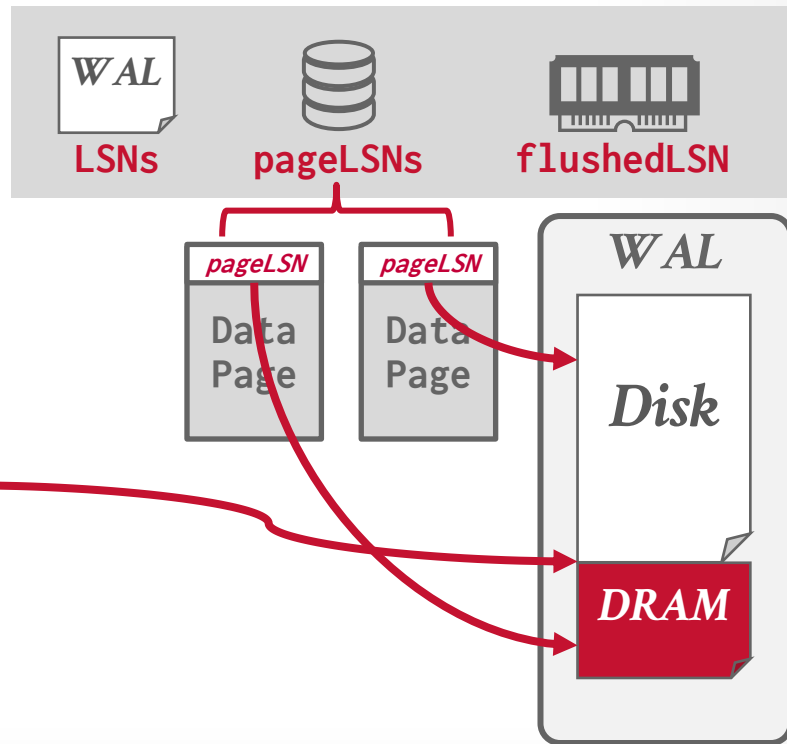 WAL
LSNs
pageLSNs
flushedLSN
pageLSN
Data
Page
pageLSN
Data
Page
WAL
Disk
DRAM